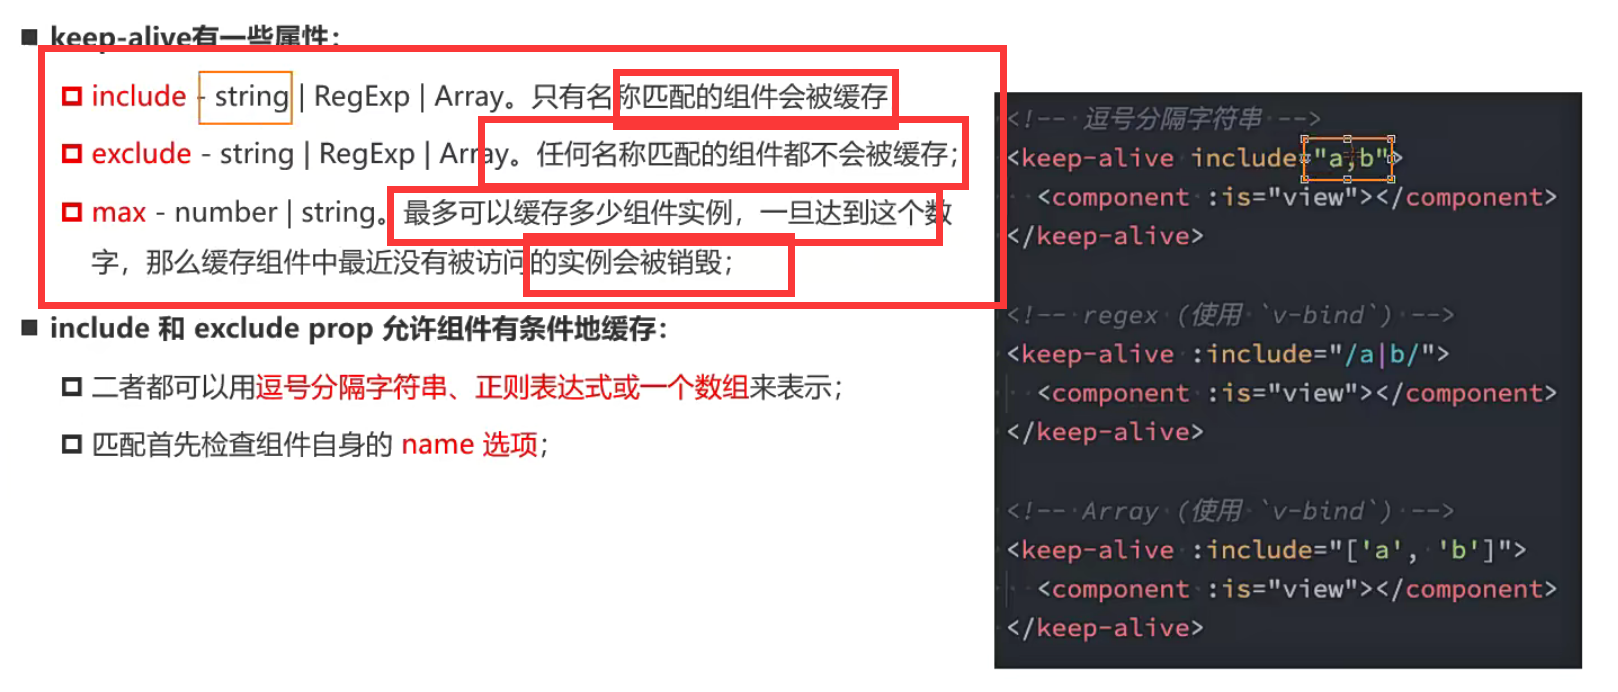 keep-alive有一些属性：
include - string | RegExp | Array。只有名称匹配的组件会被缓存
exclude - string | RegExp | Array。任何名称匹配的组件都不会被缓存；
max - number | string。最多可以缓存多少组件实例，一旦达到这个数
字，那么缓存组件中最近没有被访问的实例会被销毁；
include 和 exclude prop 允许组件有条件地缓存：
二者都可以用逗号分隔字符串、正则表达式或一个数组来表示；
匹配首先检查组件自身的 name 选项；
<!-- 逗号分隔字符串 -->
<keep-alive include="a,b">
  <component :is="view"></component>
</keep-alive>
<!-- regex (使用 `v-bind`) -->
<keep-alive :include="/a|b/">
  <component :is="view"></component>
</keep-alive>
<!-- Array (使用 `v-bind`) -->
<keep-alive :include="['a', 'b']">
  <component :is="view"></component>
</keep-alive>